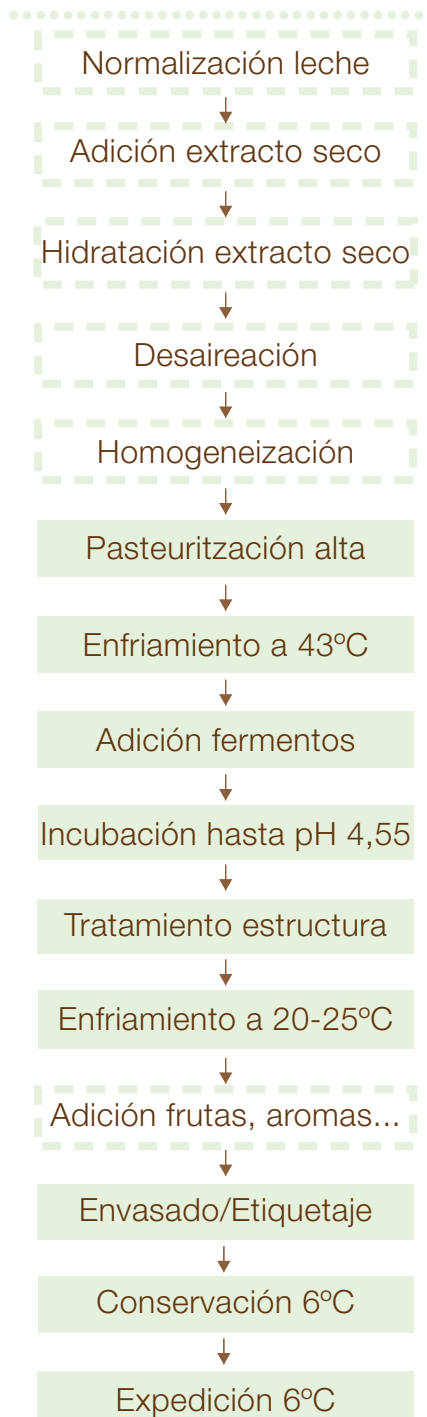 Normalización leche
Adición extracto seco
Hidratación extracto seco
Desaireación
Homogeneización
Pasteuritzación alta
Enfriamiento a 43ºC
Adición fermentos
Incubación hasta pH 4,55
Tratamiento estructura
Enfriamiento a 20-25ºC
Adición frutas, aromas...
Envasado/Etiquetaje
Conservación 6ºC
Expedición 6ºC